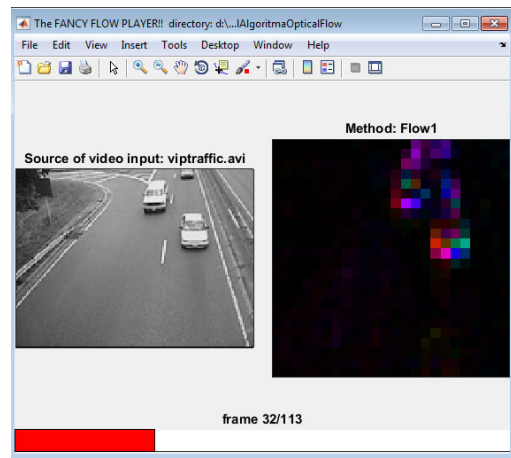 The FANCY FLOW PLAYER!! directory: d:\...lAlgoritmaOpticalFlow
File Edit View Insert Tools Desktop Window Help
Method: Flow1
Source of video input: viptraffic.avi
frame 32/113